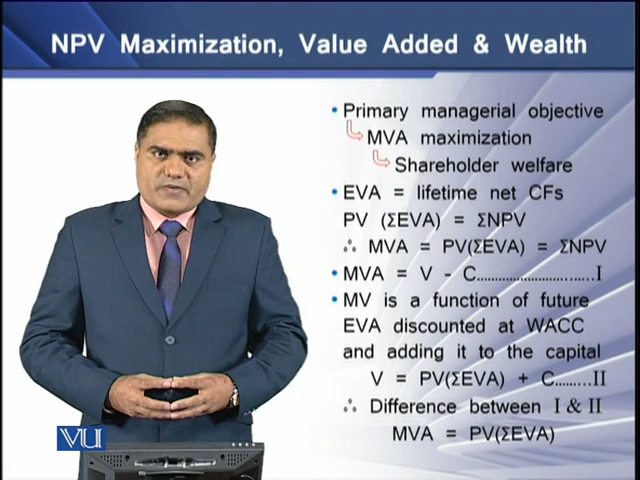 NPV Maximization, Value Added & Wealth
• Primary managerial objective
MVA maximization
Shareholder welfare
• EVA = lifetime net CFs
PV (ΣEVA) = ΣNPV
∴ MVA = PV(ΣEVA) = ΣNPV
• MVA = V - C............................I
• MV is a function of future
EVA discounted at WACC
and adding it to the capital
V = PV(ΣEVA) + C.........II
∴ Difference between I & II
MVA = PV(ΣEVA)
VU